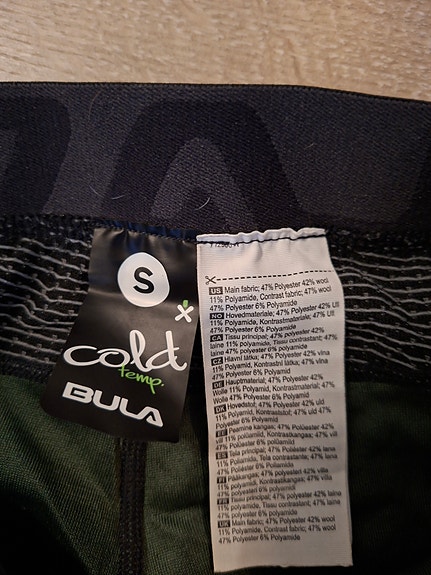 S
cold
temp.
BULA
US Main fabric; 47% Polyester 42% wool
11% Polyamide, Contrast fabric; 47% wool
47% Polyester 6% Polyamide
NO Hovedmateriale; 47% Polyester 42% Ull
11% Polyamide, Kontrastmateriale; 47% Ull
47% Polyester 6% Polyamide
CA Tissu principal; 47% Polyester 42%
laine 11% Polyamide, Tissu contrastant; 47%
laine 47% polyester 6% Polyamide
CZ Hlavní látka; 47% Polyester 42% vlna
11% Polyamid, Kontrastní látka; 47% vlna
47% Polyester 6% Polyamid
DE Hauptmaterial; 47% Polyester 42%
Wolle 11% Polyamid, Kontrastmaterial; 47%
Wolle 47% Polyester 6% Polyamid
DK Hovedstof; 47% Polyester 42% uld 11%
Polyamid, Kontraststof; 47% uld 47%
Polyester 6% Polyamid
EE Peamine kangas; 47% Polüester 42%
vill 11% poliamiid, Kontrastkangas; 47% vill
47% Polüester 6% poliamiid
ES Tela principal; 47% Polyester 42% lana
11% Poliamida, Tela contrastante; 47% lana
47% Polyester 6% Poliamida
FI Pääkangas; 47% polyesteri 42% villa
11% polyamidi, Kontrastikangas; 47% villa
47% polyesteri 6% polyamidi
FR Tissu principal; 47% Polyester 42% laine
11% Polyamide, Tissu contrastant; 47% laine
47% polyester 6% Polyamide
UK Main fabric; 47% Polyester 42% wool
11% Polyamide, Contrast fabric; 47% wool
47% Polyester 6% Polyamide